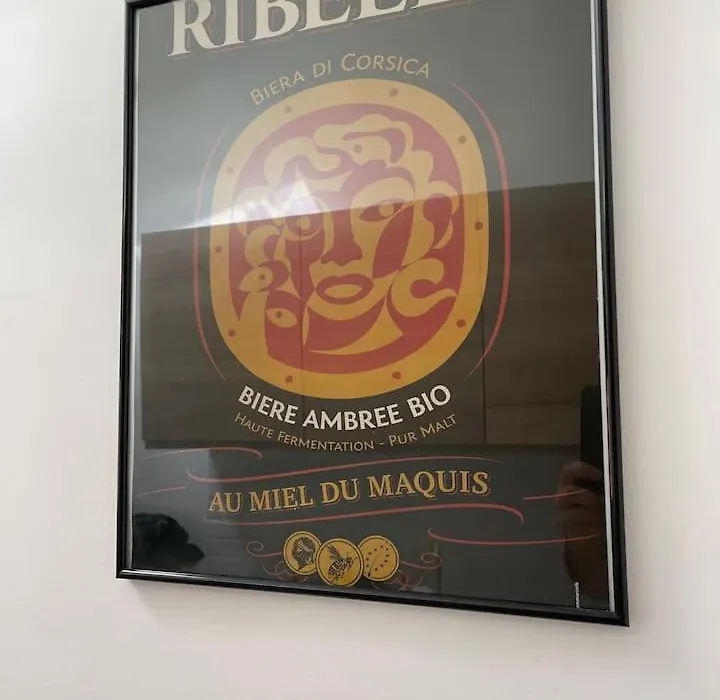 BIERA DI CORSICA
BIERE AMBREE BIO
HAUTE FERMENTATION - PUR MALT
AU MIEL DU MAQUIS